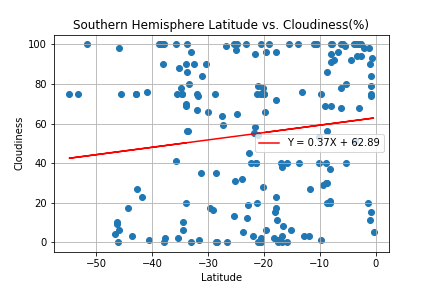 Southern Hemisphere Latitude vs. Cloudiness(%)
100
80
60
40
20
0
Cloudiness
Y = 0.37X + 62.89
−50 −40 −30 −20 −10 0
Latitude